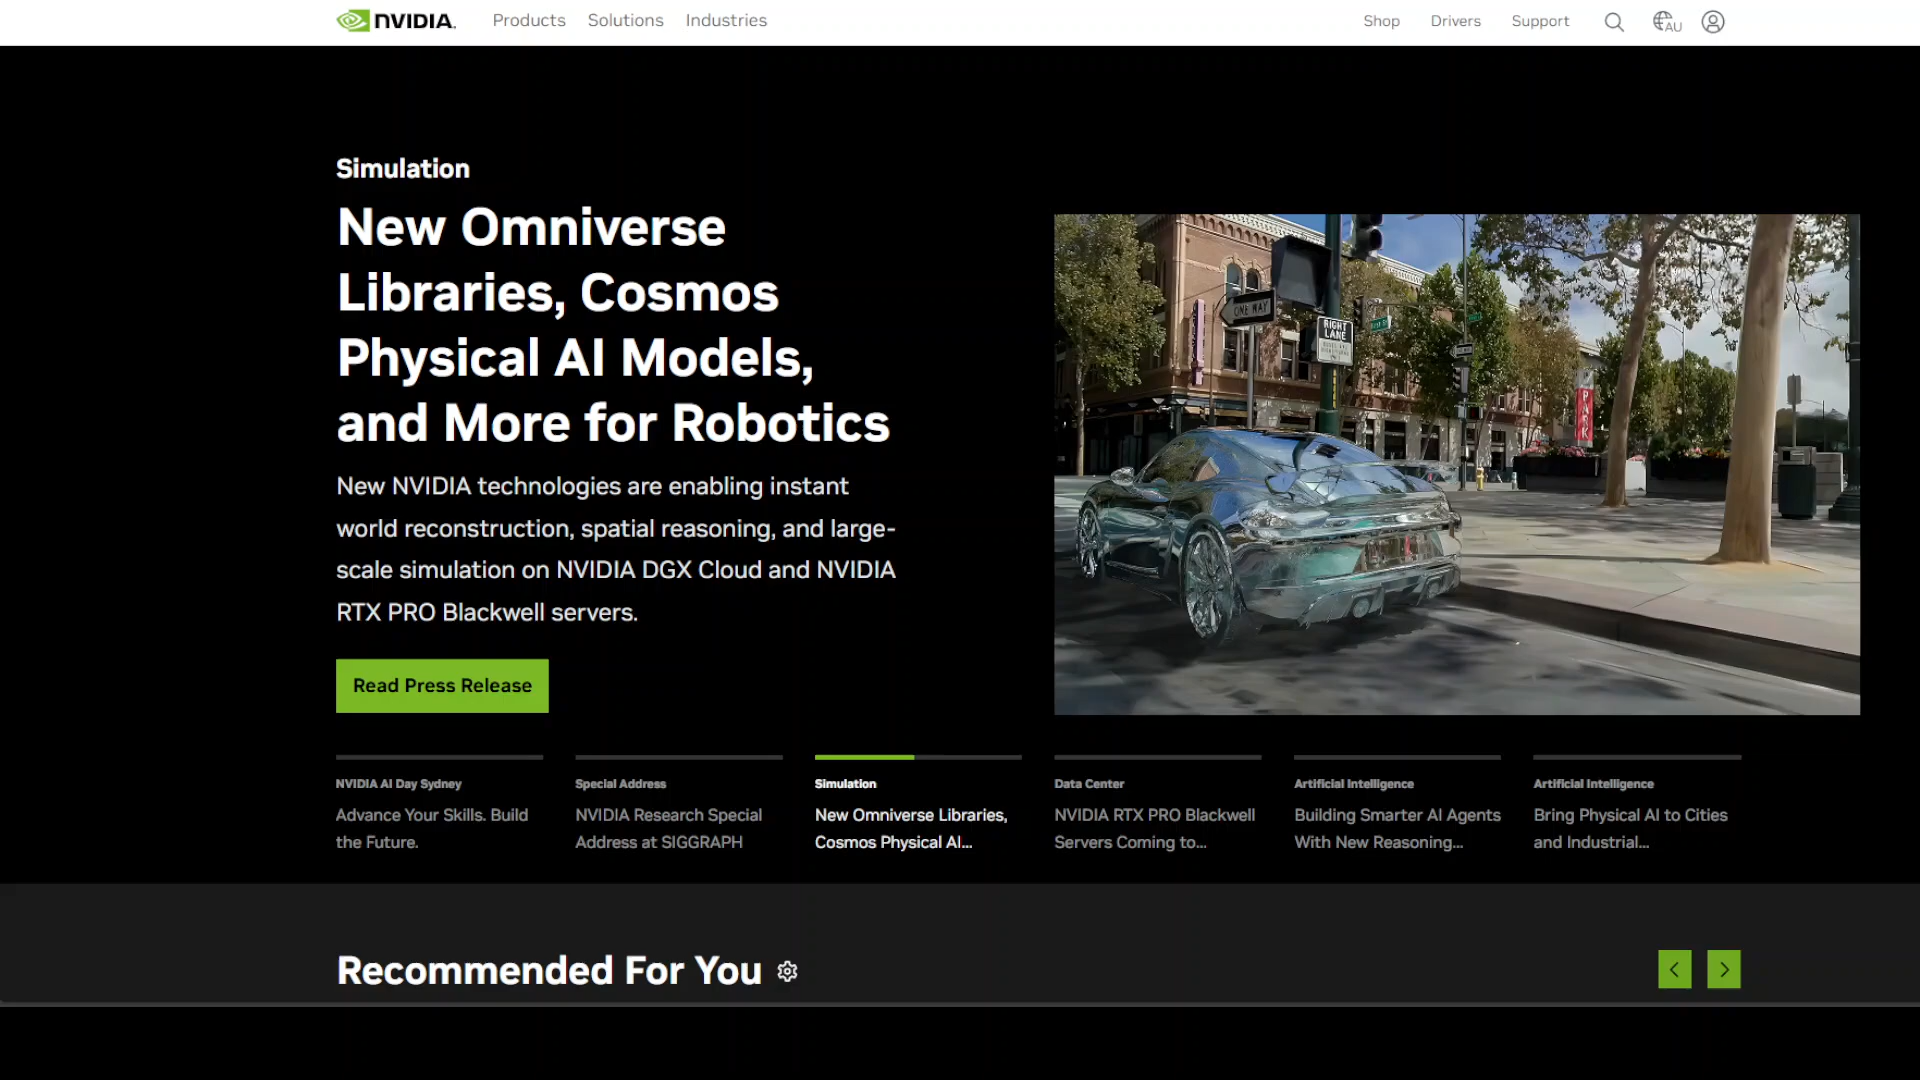 NVIDIA.
Products
Solutions
Industries
Shop
Drivers
Support
AU
Simulation
New Omniverse
Libraries, Cosmos
Physical AI Models,
and More for Robotics
New NVIDIA technologies are enabling instant
world reconstruction, spatial reasoning, and large-
scale simulation on NVIDIA DGX Cloud and NVIDIA
RTX PRO Blackwell servers.
Read Press Release
ONE WAY
RIGHT
LANE
PARK
NVIDIA AI Day Sydney
Advance Your Skills. Build
the Future.
Special Address
NVIDIA Research Special
Address at SIGGRAPH
Simulation
New Omniverse Libraries,
Cosmos Physical AI...
Data Center
NVIDIA RTX PRO Blackwell
Servers Coming to...
Artificial Intelligence
Building Smarter AI Agents
With New Reasoning...
Artificial Intelligence
Bring Physical AI to Cities
and Industrial...
Recommended For You